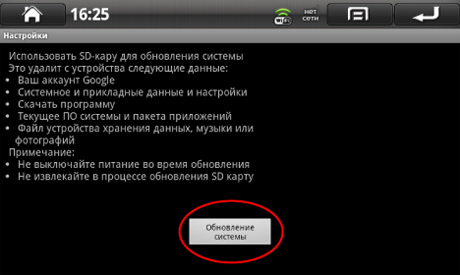 16:25
WiFi
нет
сети
Настройки
Использовать SD-кару для обновления системы
Это удалит с устройства следующие данные:
• Ваш аккаунт Google
• Системное и прикладные данные и настройки
• Скачать программу
• Текущее ПО системы и пакета приложений
• Файл устройства хранения данных, музыки или
фотографий
Примечание:
• Не выключайте питание во время обновления
• Не извлекайте в процессе обновления SD карту
Обновление
системы